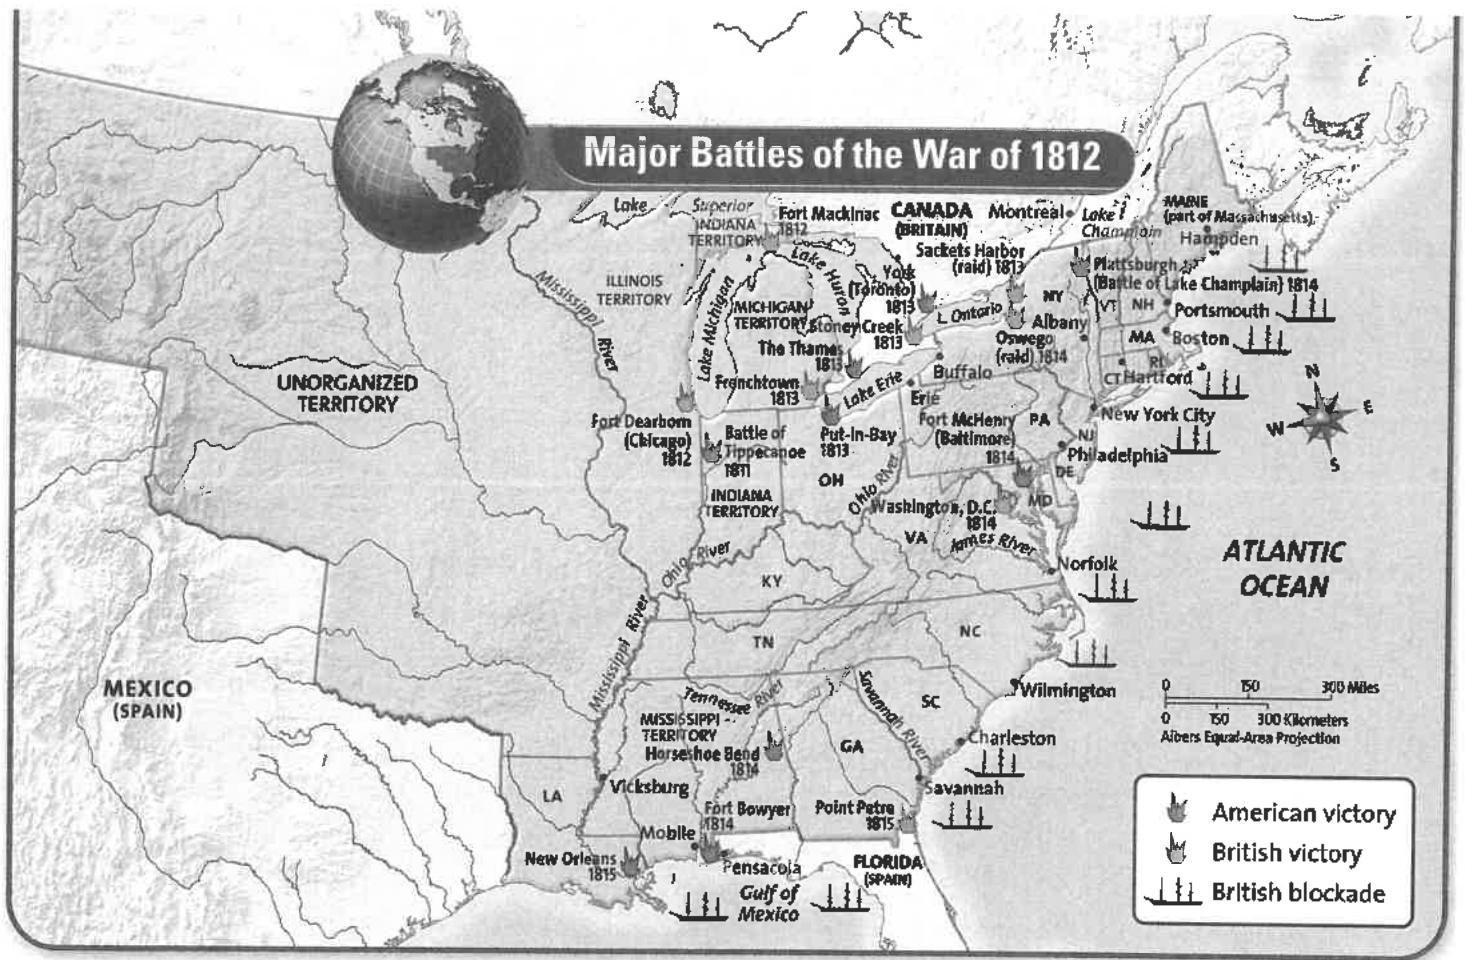 Major Battles of the War of 1812
Lake Superior
INDIANA
TERRITORY
Fort Mackinac
1812
CANADA
(BRITAIN)
Montreal
Lake
Champlain
MAINE
(part of Massachusetts)
Hampden
Sackets Harbor
(raid) 1813
Plattsburgh
(Battle of Lake Champlain) 1814
Mississippi
River
ILLINOIS
TERRITORY
Lake Michigan
Lake Huron
MICHIGAN
TERRITORY
York
(Toronto)
1813
L. Ontario
NY
VT
NH
Portsmouth
Stoney Creek
1813
Albany
Oswego
(raid) 1814
MA
Boston
The Thames
1813
Buffalo
RI
CT
Hartford
Frenchtown
1813
Lake Erie
Erie
UNORGANIZED
TERRITORY
Fort Dearborn
(Chicago)
1812
Battle of
Tippecanoe
1811
Put-In-Bay
1813
Fort McHenry
(Baltimore)
1814
PA
New York City
NJ
Philadelphia
DE
N
E
W
S
INDIANA
TERRITORY
OH
Ohio River
Washington, D.C.
1814
MD
VA
James River
Norfolk
ATLANTIC
OCEAN
Ohio River
KY
Mississippi River
TN
NC
MEXICO
(SPAIN)
Tennessee River
Savannah River
SC
Wilmington
0 150 300 Miles
0 150 300 Kilometers
Albers Equal-Area Projection
MISSISSIPPI
TERRITORY
Horseshoe Bend
1814
GA
Charleston
LA
Vicksburg
Savannah
Fort Bowyer
1814
Point Petre
1815
Mobile
New Orleans
1815
Pensacola
FLORIDA
(SPAIN)
Gulf of
Mexico
American victory
British victory
British blockade